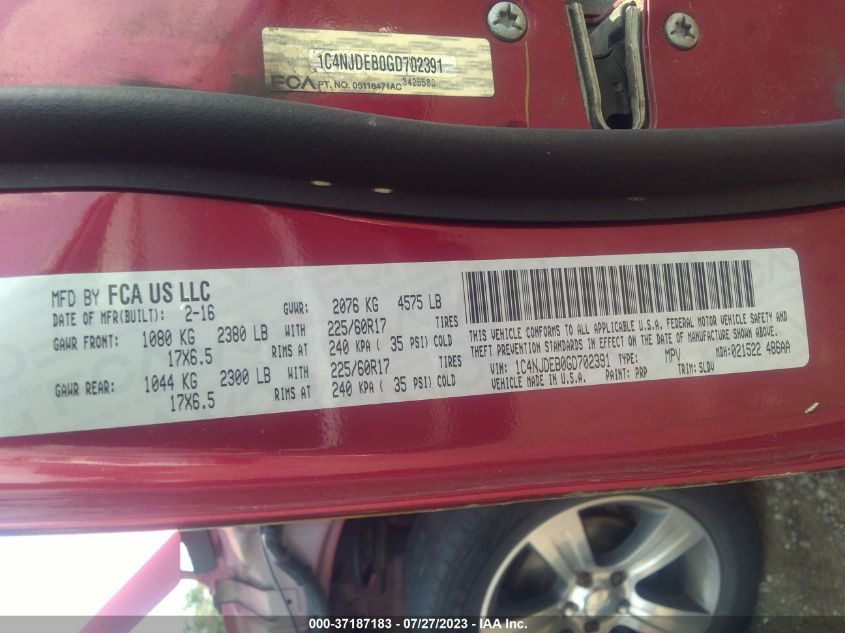 1C4NJDEB0GD702391
FCA PT. NO. 05116471AC 3425580
MFD BY FCA US LLC
DATE OF MFR(BUILT): 2-16 GVWR: 2076 KG 4575 LB
GAWR FRONT: 1080 KG 2380 LB WITH 225/60R17 TIRES
17X6.5 RIMS AT 240 KPA ( 35 PSI) COLD
GAWR REAR: 1044 KG 2300 LB WITH 225/60R17 TIRES
17X6.5 RIMS AT 240 KPA ( 35 PSI) COLD
THIS VEHICLE CONFORMS TO ALL APPLICABLE U.S.A. FEDERAL MOTOR VEHICLE SAFETY AND
THEFT PREVENTION STANDARDS IN EFFECT ON THE DATE OF MANUFACTURE SHOWN ABOVE.
VIN: 1C4NJDEB0GD702391 TYPE: MPV MDH: 021522 486AA
VEHICLE MADE IN U.S.A. PAINT: PRP TRIM: SLDV
000-37187183 - 07/27/2023 - IAA Inc.